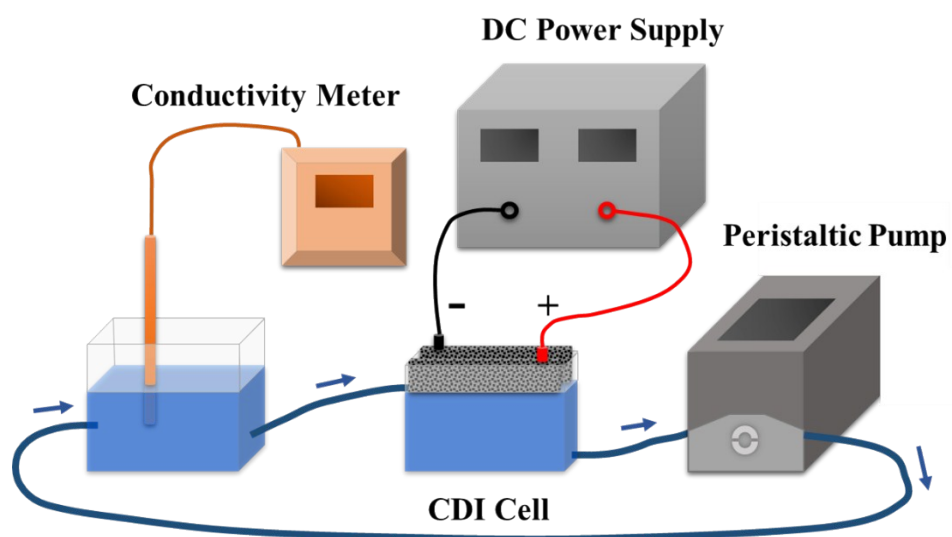 DC Power Supply
Conductivity Meter
Peristaltic Pump
- +
CDI Cell